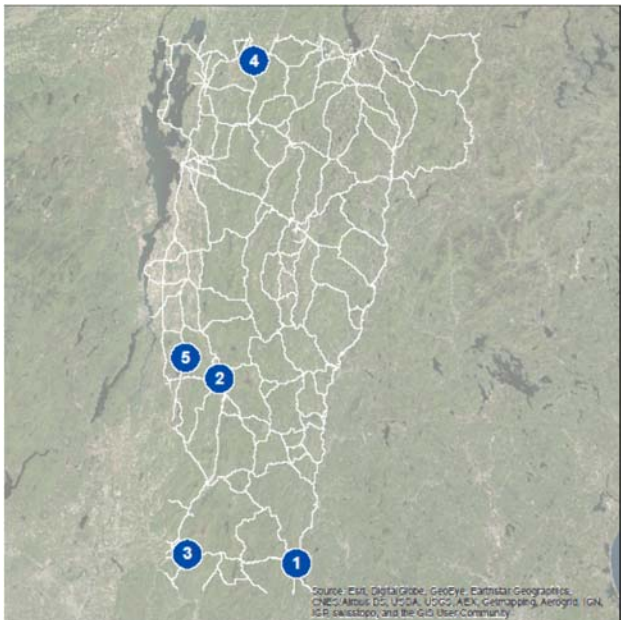 4
5
2
3
1
Source: Esri, DigitalGlobe, GeoEye, Earthstar Geographics,
CNES/Airbus DS, USDA, USGS, AEX, Getmapping, Aerogrid, IGN,
IGP, swisstopo, and the GIS User Community